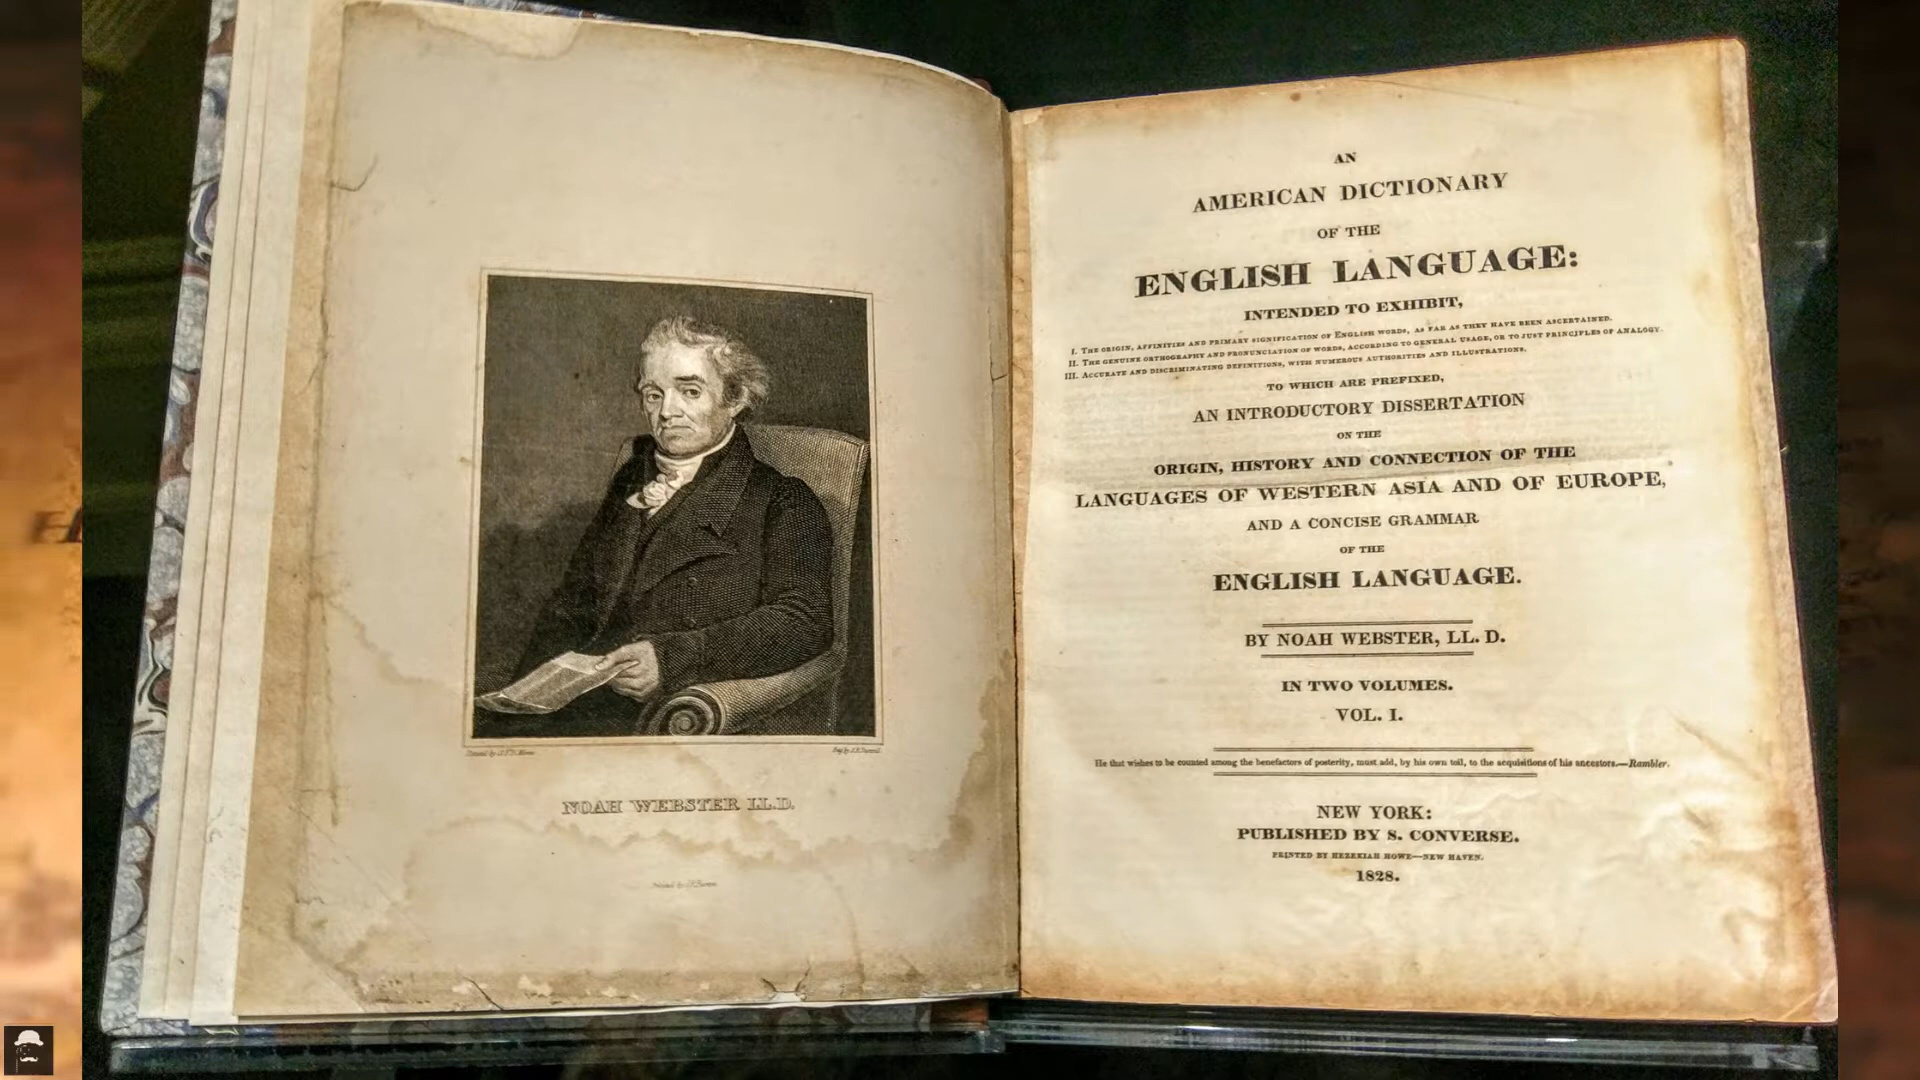 Eng by
NOAH WEBSTER LL.D.
AN
AMERICAN DICTIONARY
OF THE
ENGLISH LANGUAGE:
INTENDED TO EXHIBIT,
I. THE ORIGIN, AFFINITIES AND PRIMARY SIGNIFICATION OF ENGLISH WORDS, AS FAR AS THEY HAVE BEEN ASCERTAINED.
II. THE GENUINE ORTHOGRAPHY AND PRONUNCIATION OF WORDS, ACCORDING TO GENERAL USAGE, OR TO JUST PRINCIPLES OF ANALOGY.
III. ACCURATE AND DISCRIMINATING DEFINITIONS, WITH NUMEROUS AUTHORITIES AND ILLUSTRATIONS.
TO WHICH ARE PREFIXED,
AN INTRODUCTORY DISSERTATION
ON THE
ORIGIN, HISTORY AND CONNECTION OF THE
LANGUAGES OF WESTERN ASIA AND OF EUROPE,
AND A CONCISE GRAMMAR
OF THE
ENGLISH LANGUAGE.
BY NOAH WEBSTER, LL. D.
IN TWO VOLUMES.
VOL. I.
He that wishes to be counted among the benefactors of posterity, must add, by his own toil, to the acquisitions of his ancestors.—Rambler.
NEW YORK:
PUBLISHED BY S. CONVERSE.
PRINTED BY HEZEKIAH HOWE—NEW HAVEN.
1828.